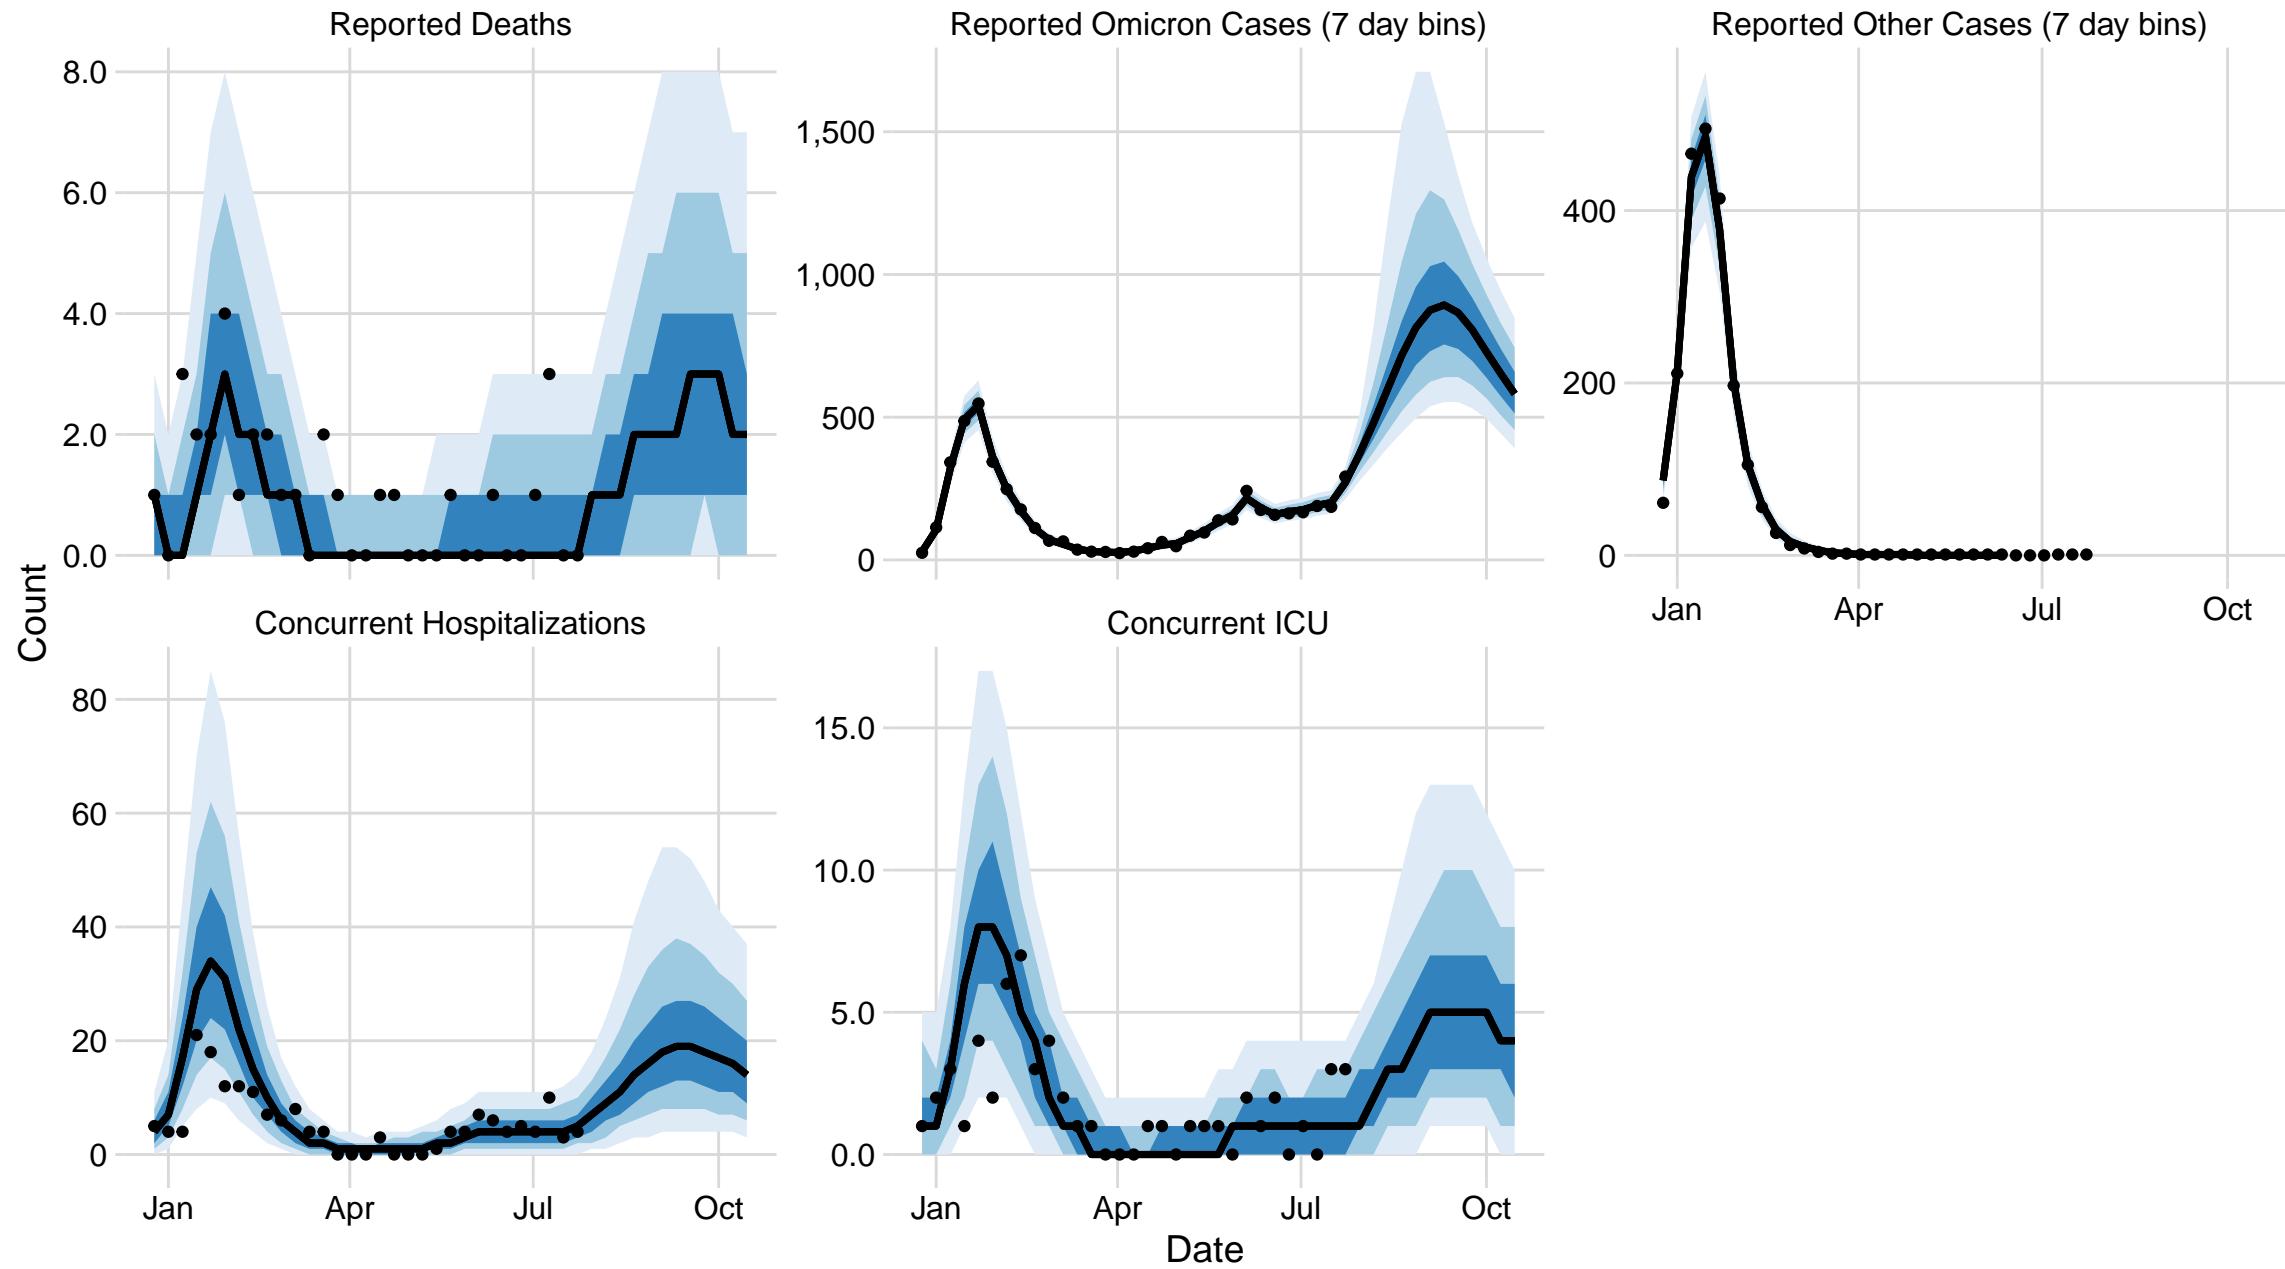 Reported Deaths
Reported Omicron Cases (7 day bins)
Reported Other Cases (7 day bins)
8.0
6.0
4.0
2.0
0.0
1,500
1,000
500
0
400
200
0
Jan Apr Jul Oct
Count
Concurrent Hospitalizations
Concurrent ICU
80
60
40
20
0
15.0
10.0
5.0
0.0
Jan Apr Jul Oct
Jan Apr Jul Oct
Date